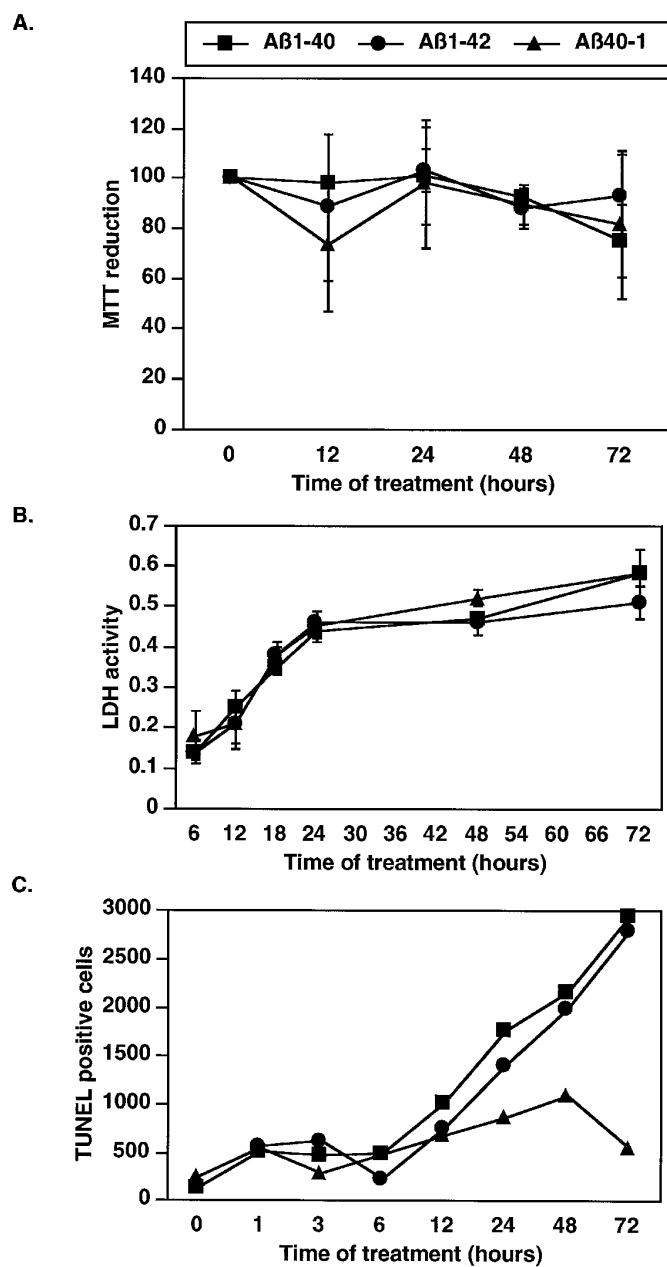 A.
Aß1-40 Aß1-42 Aß40-1
140
120
100
80
60
40
20
0
MTT reduction
0 12 24 48 72
Time of treatment (hours)
B.
0.7
0.6
0.5
0.4
0.3
0.2
0.1
0
LDH activity
6 12 18 24 30 36 42 48 54 60 66 72
Time of treatment (hours)
C.
3000
2500
2000
1500
1000
500
0
TUNEL positive cells
0 1 3 6 12 24 48 72
Time of treatment (hours)